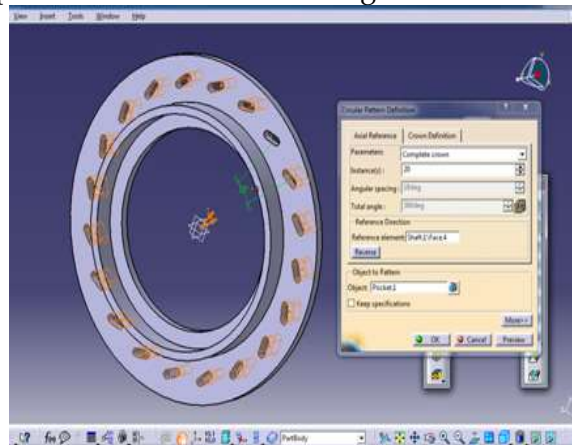 View Insert Tools Window Help
Circular Pattern Definition ? X
Axial Reference Crown Definition
Parameters: Complete crown
Instance(s) : 20
Angular spacing : 18deg
Total angle : 360deg
Reference Direction
Reference element: Shaft.1\Face.4
Reverse
Object to Pattern
Object: Pocket.1
Keep specifications
More>>
OK Cancel Preview
PartBody